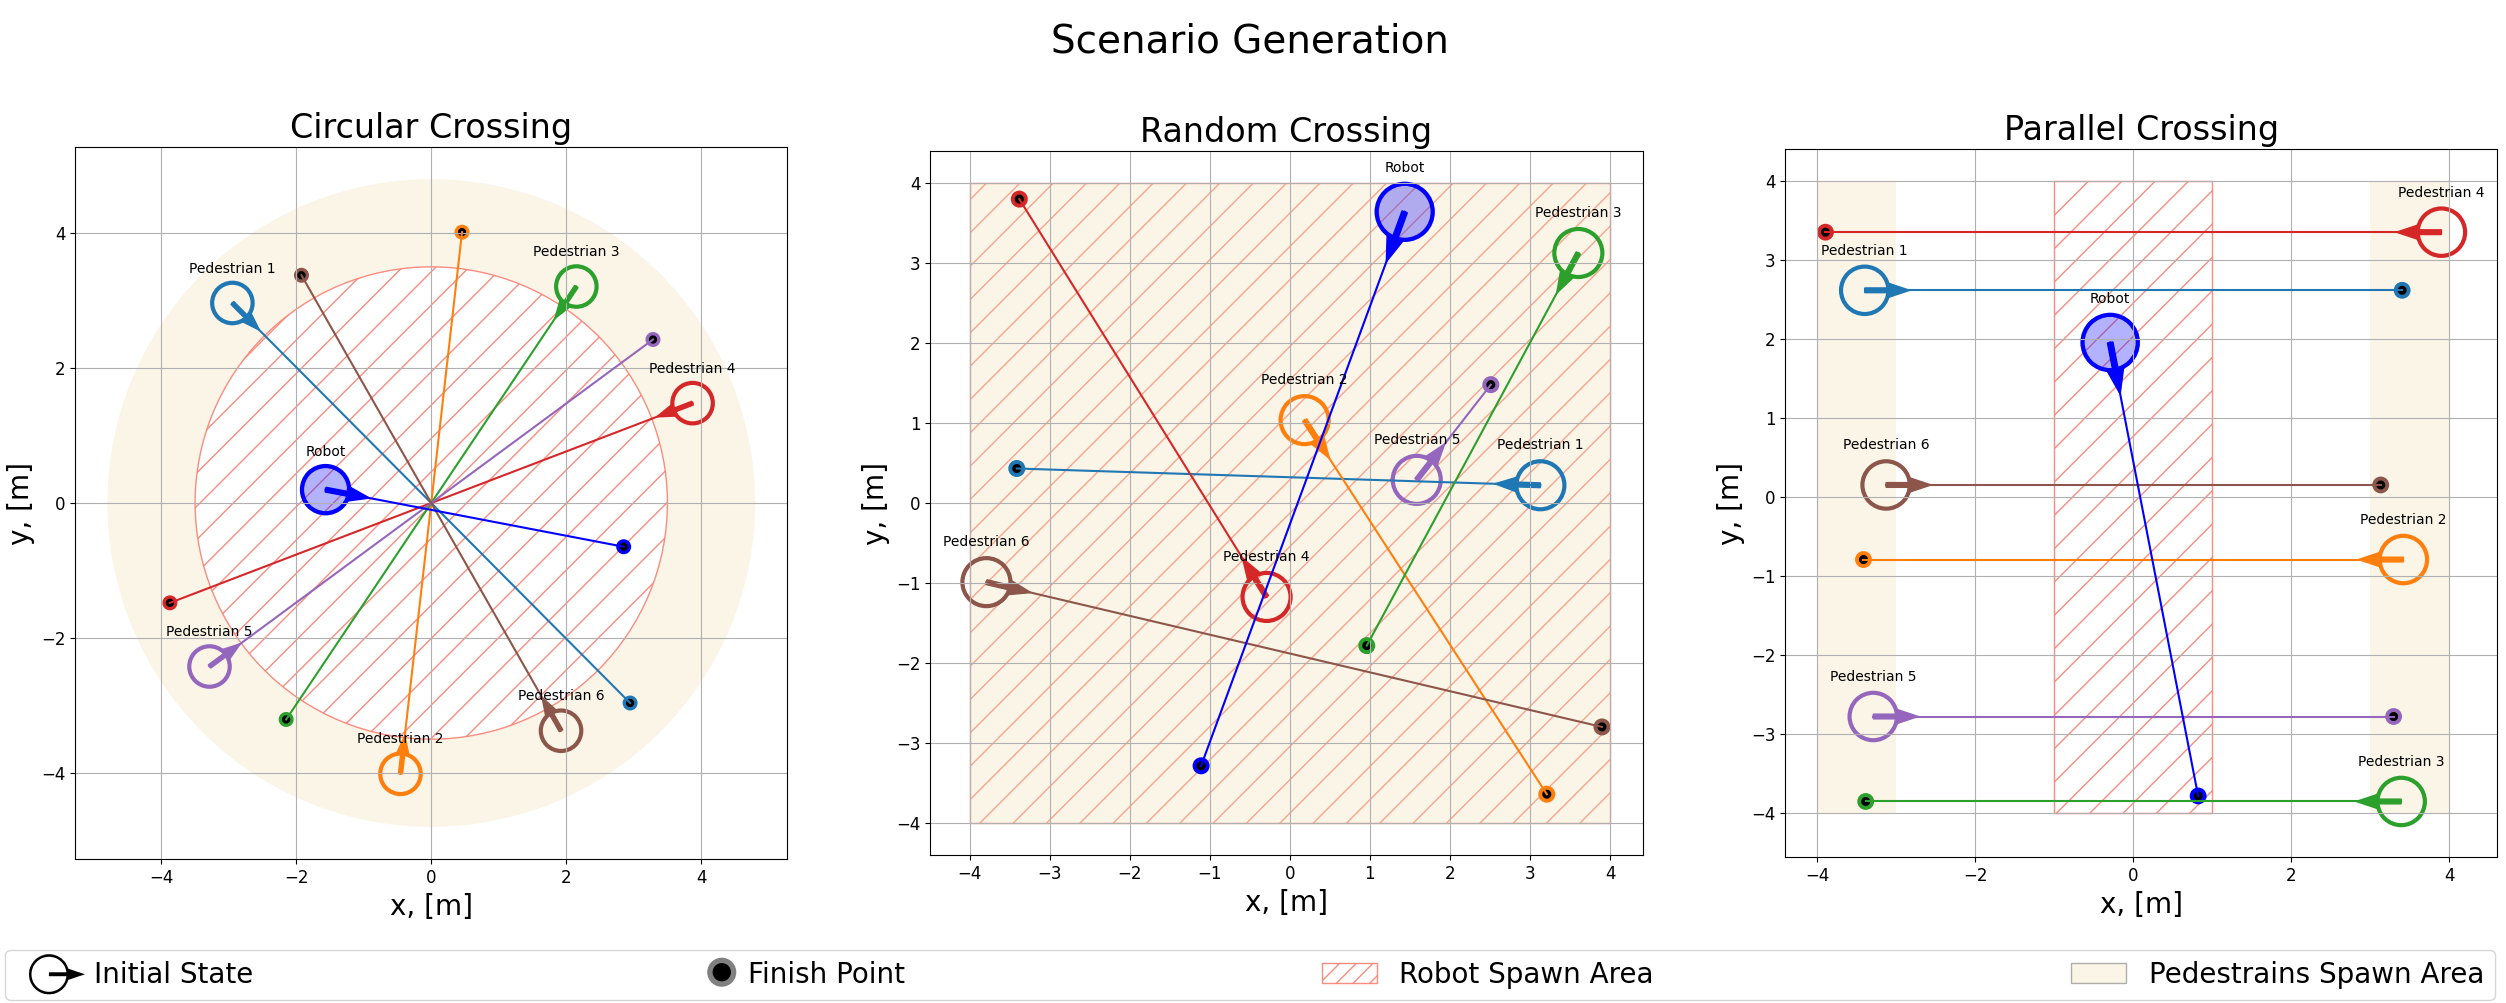 Scenario Generation
Circular Crossing
Pedestrian 1
Pedestrian 3
Pedestrian 4
Robot
Pedestrian 5
Pedestrian 6
Pedestrian 2
4
2
0
−2
−4
y, [m]
−4 −2 0 2 4
x, [m]
Random Crossing
Robot
Pedestrian 3
Pedestrian 2
Pedestrian 5
Pedestrian 1
Pedestrian 6
Pedestrian 4
4
3
2
1
0
−1
−2
−3
−4
y, [m]
−4 −3 −2 −1 0 1 2 3 4
x, [m]
Parallel Crossing
Pedestrian 4
Pedestrian 1
Robot
Pedestrian 6
Pedestrian 2
Pedestrian 5
Pedestrian 3
4
3
2
1
0
−1
−2
−3
−4
y, [m]
−4 −2 0 2 4
x, [m]
Initial State
Finish Point
Robot Spawn Area
Pedestrains Spawn Area